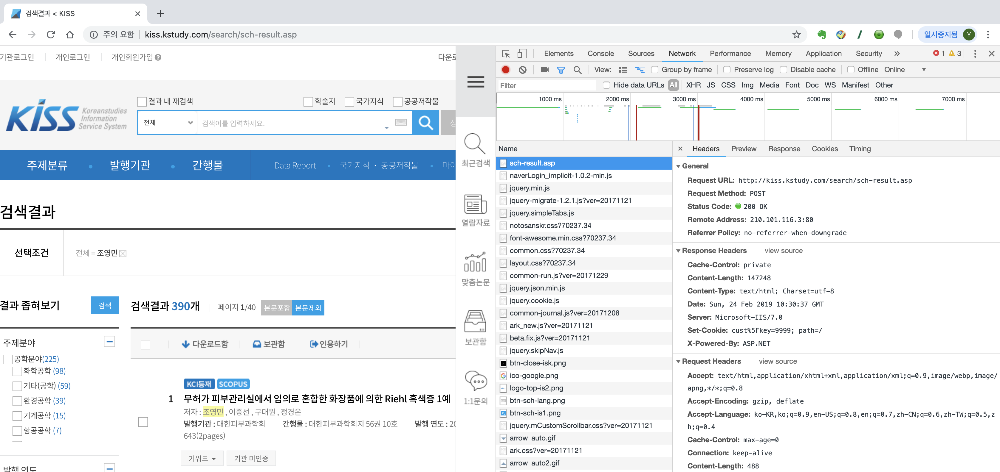 검색결과 < KISS
주의 요함
kiss.kstudy.com/search/sch-result.asp
일시중지됨
Y
기관로그인
개인로그인
개인회원가입
KISS
Koreanstudies
Information
Service System
결과 내 재검색
학술지
국가지식
공공저작물
전체
검색어를 입력하세요.
주제분류
발행기관
간행물
Data Report
국가지식 · 공공저작물
검색결과
선택조건
전체 = 조영민
결과 좁혀보기
검색
검색결과 390개
페이지 1/40
본문포함
본문제외
다운로드함
보관함
인용하기
주제분야
공학분야(225)
화학공학 (98)
기타(공학) (59)
환경공학 (39)
기계공학 (15)
항공공학 (7)
발행 연도
KCI등재 SCOPUS
1 무허가 피부관리실에서 임의로 혼합한 화장품에 의한 Riehl 흑색증 1예
저자 : 조영민 , 이중선 , 구대원 , 정경은
발행기관 : 대한피부과학회 간행물 : 대한피부과학회지 56권 10호 발행 연도 : 20
643(2pages)
키워드
기관 미인증
최근검색
열람자료
맞춤논문
보관함
1:1문의
Elements Console Sources Network Performance Memory Application Security » 1 3
View: Group by frame Preserve log Disable cache Offline Online
Filter Hide data URLs All XHR JS CSS Img Media Font Doc WS Manifest Other
1000 ms 2000 ms 3000 ms 4000 ms 5000 ms 6000 ms 7000 ms
Name
sch-result.asp
naverLogin_implicit-1.0.2-min.js
jquery.min.js
jquery-migrate-1.2.1.js?ver=20171121
jquery.simpleTabs.js
notosanskr.css?70237.34
font-awesome.min.css?70237.34
common.css?70237.34
layout.css?70237.34
common-run.js?ver=20171229
jquery.json.min.js
jquery.cookie.js
common-journal.js?ver=20171208
ark_new.js?ver=20171121
beta.fix.js?ver=20171121
jquery.skipNav.js
btn-close-isk.png
ico-google.png
logo-top-is2.png
btn-sch-lang.png
btn-sch-is1.png
jquery.mCustomScrollbar.css?ver=20171121
arrow_auto.gif
ark.css?ver=20171121
arrow_auto2.gif
Headers Preview Response Cookies Timing
General
Request URL: http://kiss.kstudy.com/search/sch-result.asp
Request Method: POST
Status Code: 200 OK
Remote Address: 210.101.116.3:80
Referrer Policy: no-referrer-when-downgrade
Response Headers view source
Cache-Control: private
Content-Length: 147248
Content-Type: text/html; Charset=utf-8
Date: Sun, 24 Feb 2019 10:30:37 GMT
Server: Microsoft-IIS/7.0
Set-Cookie: cust%5Fkey=9999; path=/
X-Powered-By: ASP.NET
Request Headers view source
Accept: text/html,application/xhtml+xml,application/xml;q=0.9,image/webp,image/
apng,*/*;q=0.8
Accept-Encoding: gzip, deflate
Accept-Language: ko-KR,ko;q=0.9,en-US;q=0.8,en;q=0.7,zh-CN;q=0.6,zh-TW;q=0.5,z
h;q=0.4
Cache-Control: max-age=0
Connection: keep-alive
Content-Length: 488